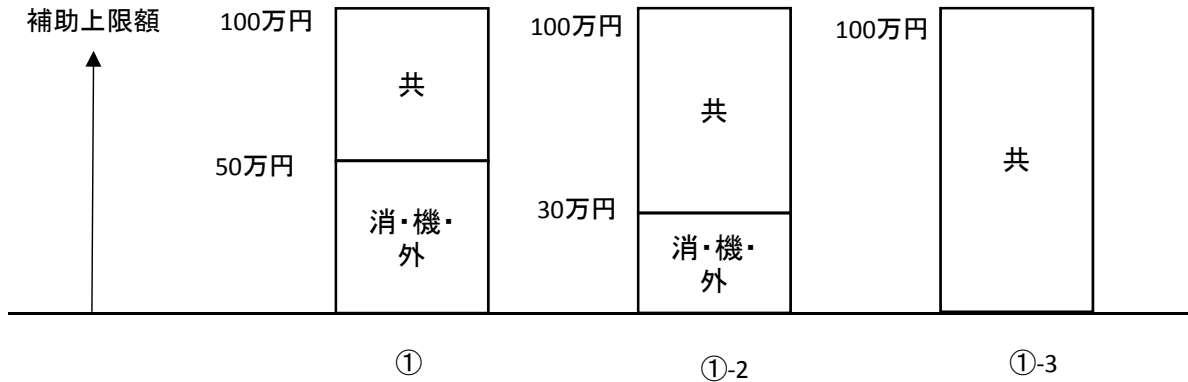 補助上限額
100万円
共
50万円
消・機・
外
①
100万円
共
30万円
消・機・
外
①-2
100万円
共
①-3